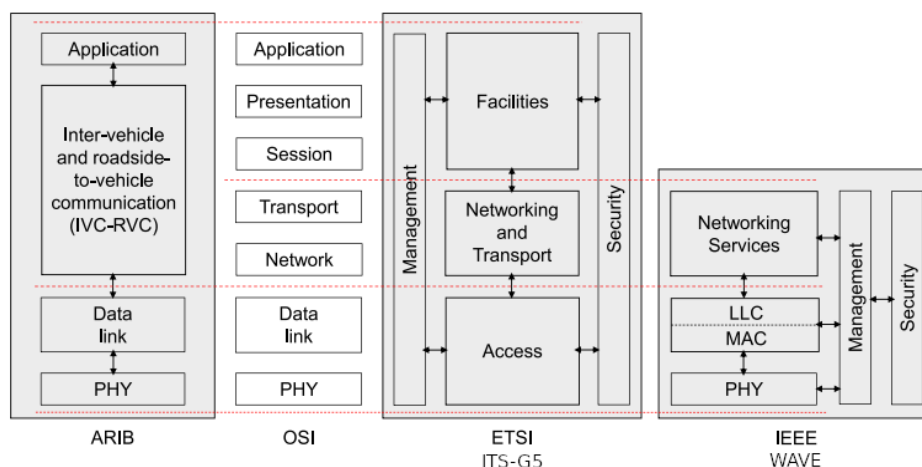 Application
Inter-vehicle
and roadside-
to-vehicle
communication
(IVC-RVC)
Data
link
PHY
ARIB
Application
Presentation
Session
Transport
Network
Data
link
PHY
OSI
Management
Facilities
Networking
and
Transport
Access
Security
ETSI
ITS-G5
Networking
Services
LLC
MAC
PHY
Management
Security
IEEE
WAVE